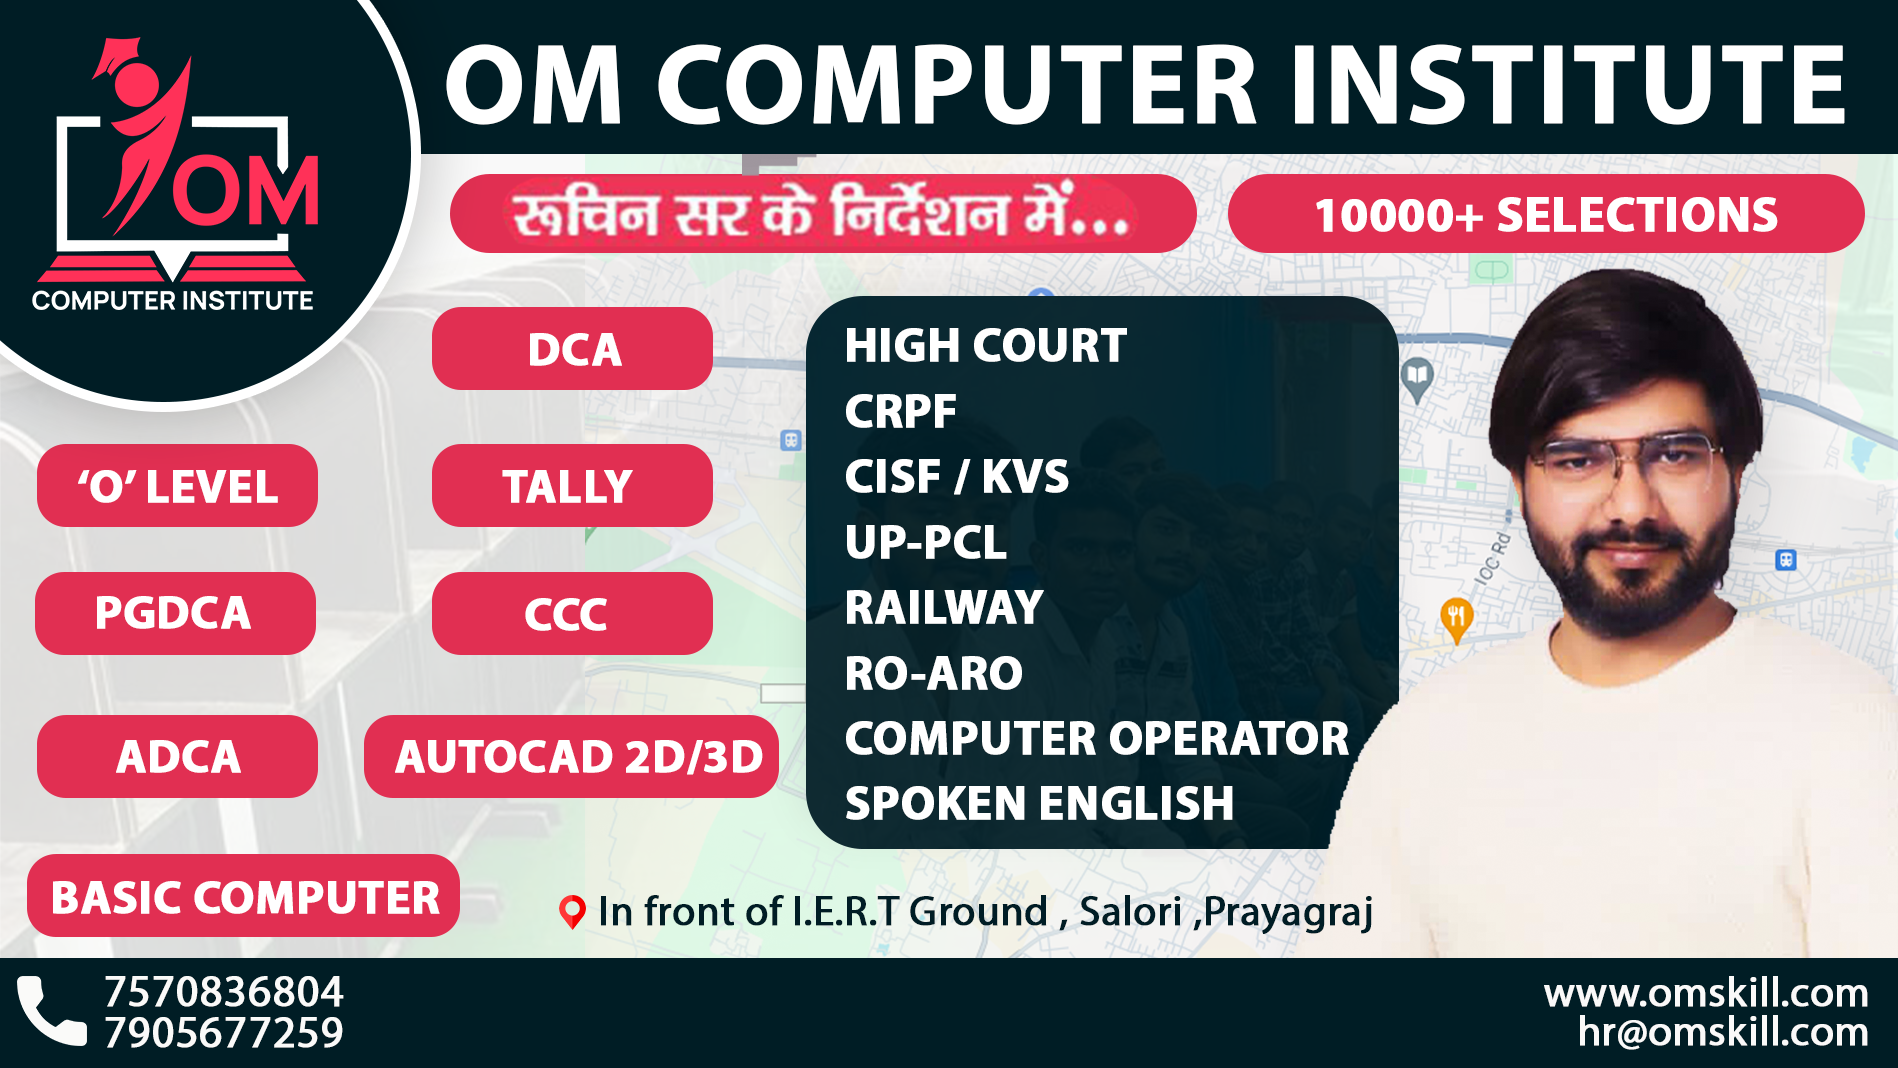 OM COMPUTER INSTITUTE
OM
COMPUTER INSTITUTE
रूचिन सर के निर्देशन में...
10000+ SELECTIONS
DCA
‘O’ LEVEL
TALLY
PGDCA
CCC
ADCA
AUTOCAD 2D/3D
BASIC COMPUTER
HIGH COURT
CRPF
CISF / KVS
UP-PCL
RAILWAY
RO-ARO
COMPUTER OPERATOR
SPOKEN ENGLISH
IOC Rd
In front of I.E.R.T Ground , Salori ,Prayagraj
7570836804
7905677259
www.omskill.com
hr@omskill.com